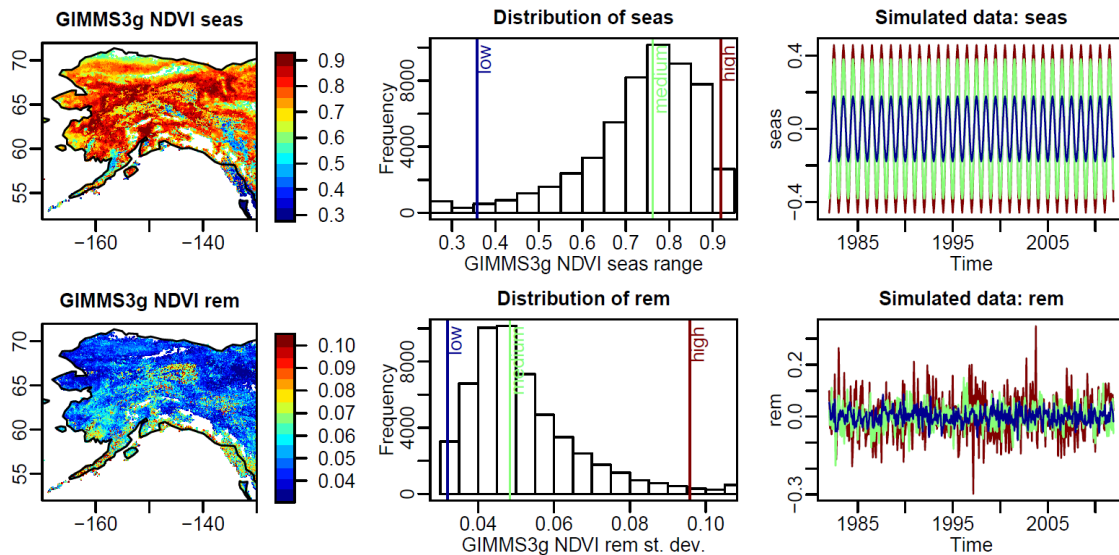 GIMMS3g NDVI seas
70
65
60
55
−160
−140
0.9
0.8
0.7
0.6
0.5
0.4
0.3
Distribution of seas
Frequency
0
4000
8000
low
medium
high
0.3
0.4
0.5
0.6
0.7
0.8
0.9
GIMMS3g NDVI seas range
Simulated data: seas
seas
0.4
0.0
−0.4
1985
1995
2005
Time
GIMMS3g NDVI rem
70
65
60
55
−160
−140
0.10
0.09
0.08
0.07
0.06
0.05
0.04
Distribution of rem
Frequency
0
4000
8000
low
medium
high
0.04
0.06
0.08
0.10
GIMMS3g NDVI rem st. dev.
Simulated data: rem
rem
0.2
0.0
−0.3
1985
1995
2005
Time